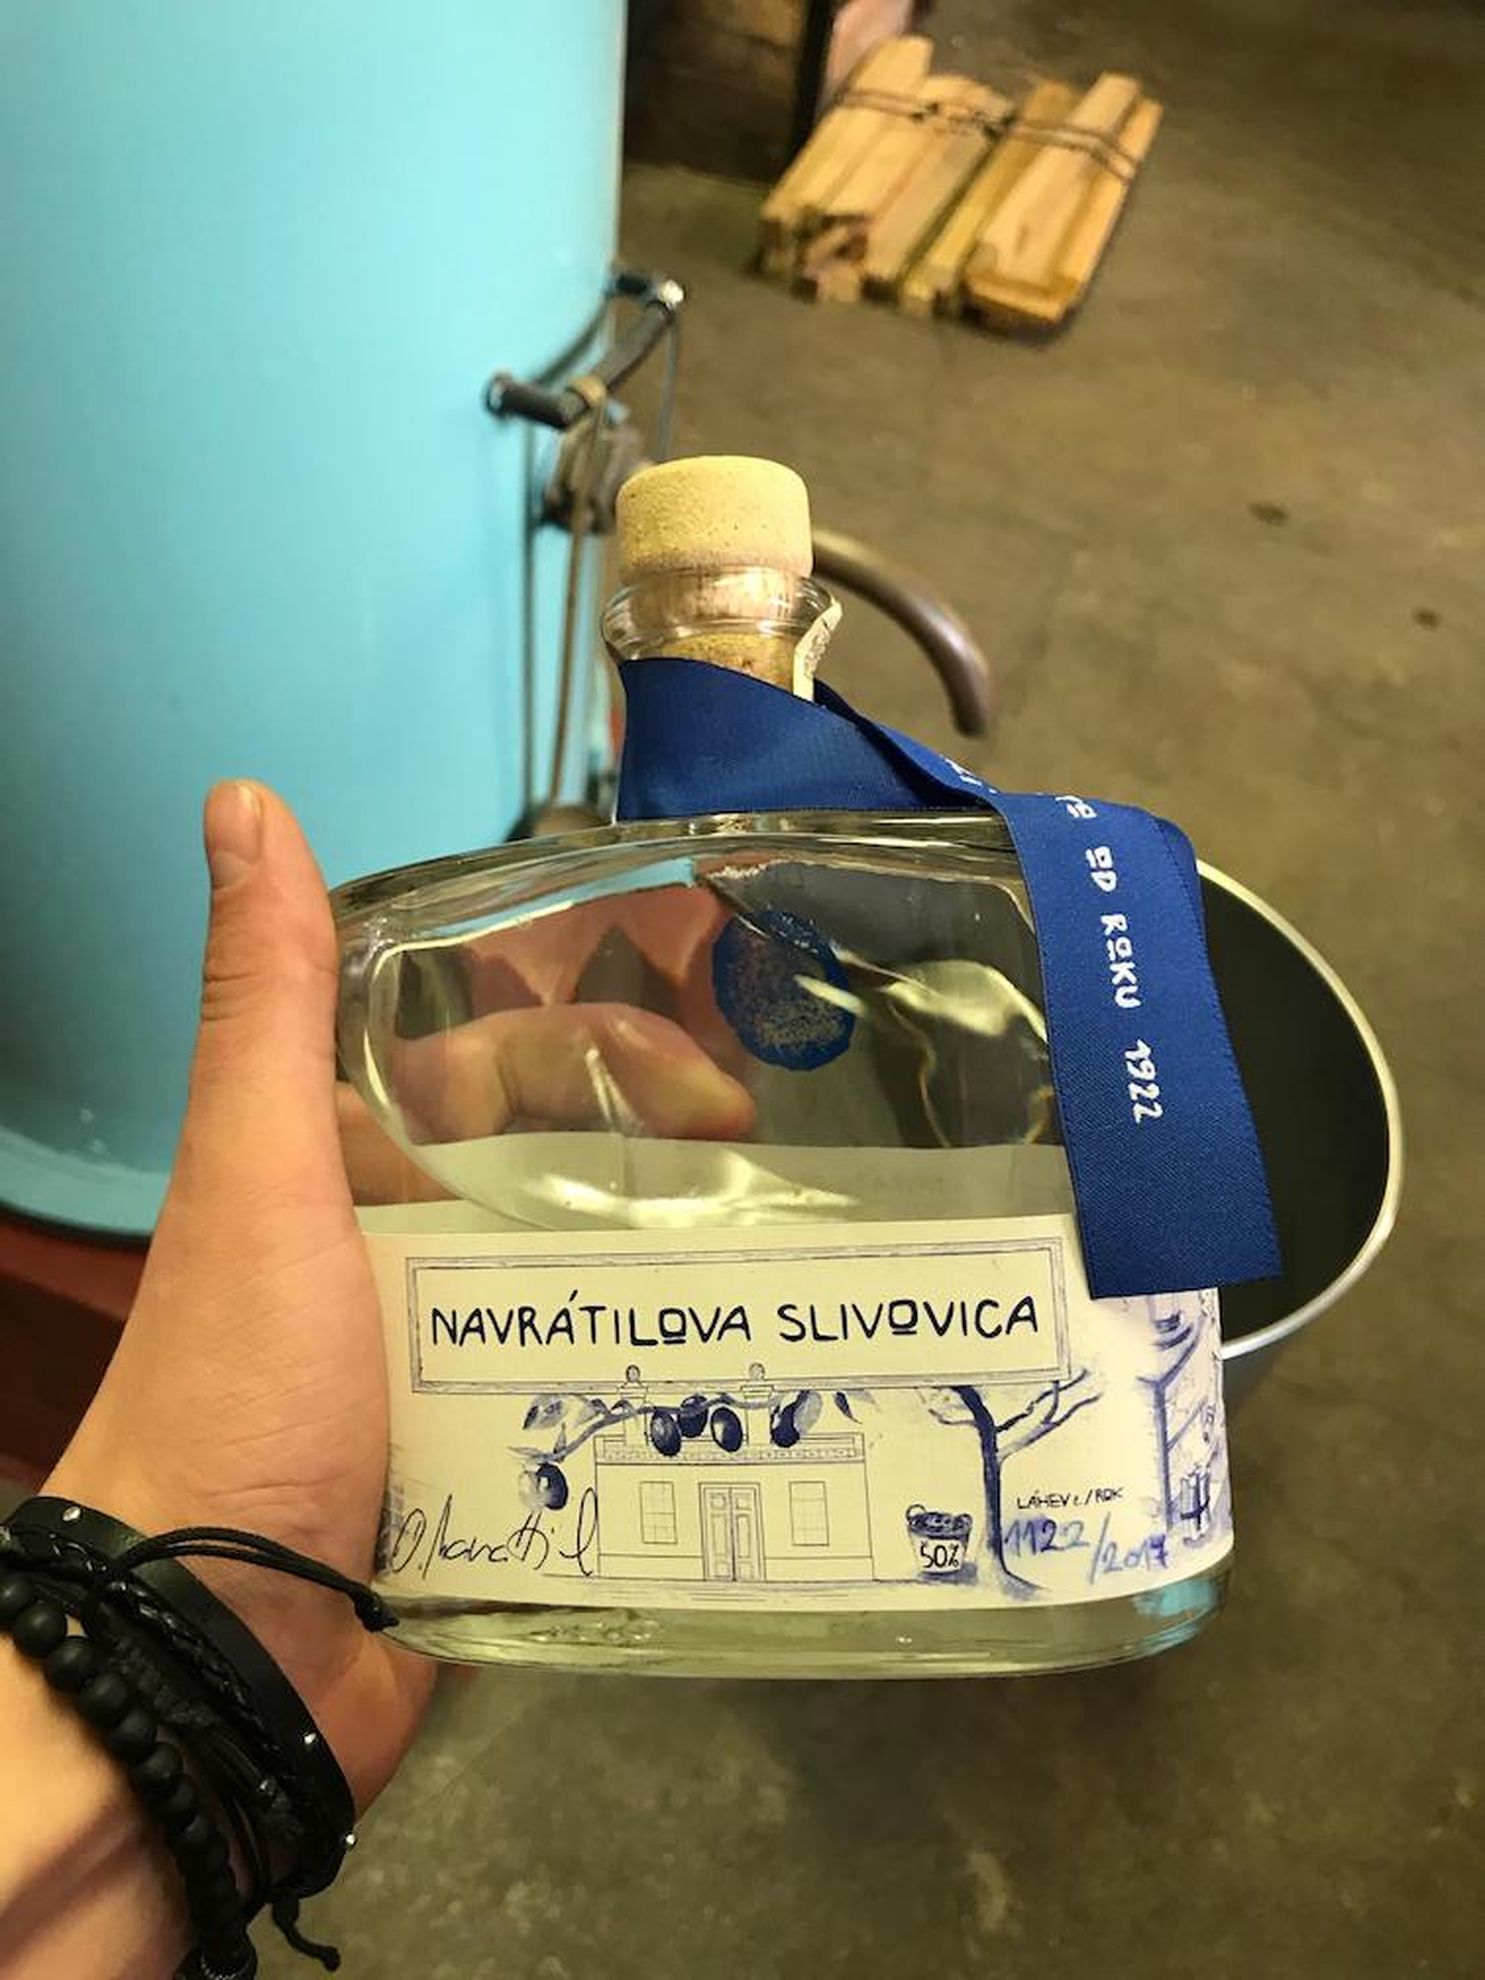 OD ROKU 1922
NAVRÁTILOVA SLIVOVICA
LÁHEV č./ROK
1122/2017
50%